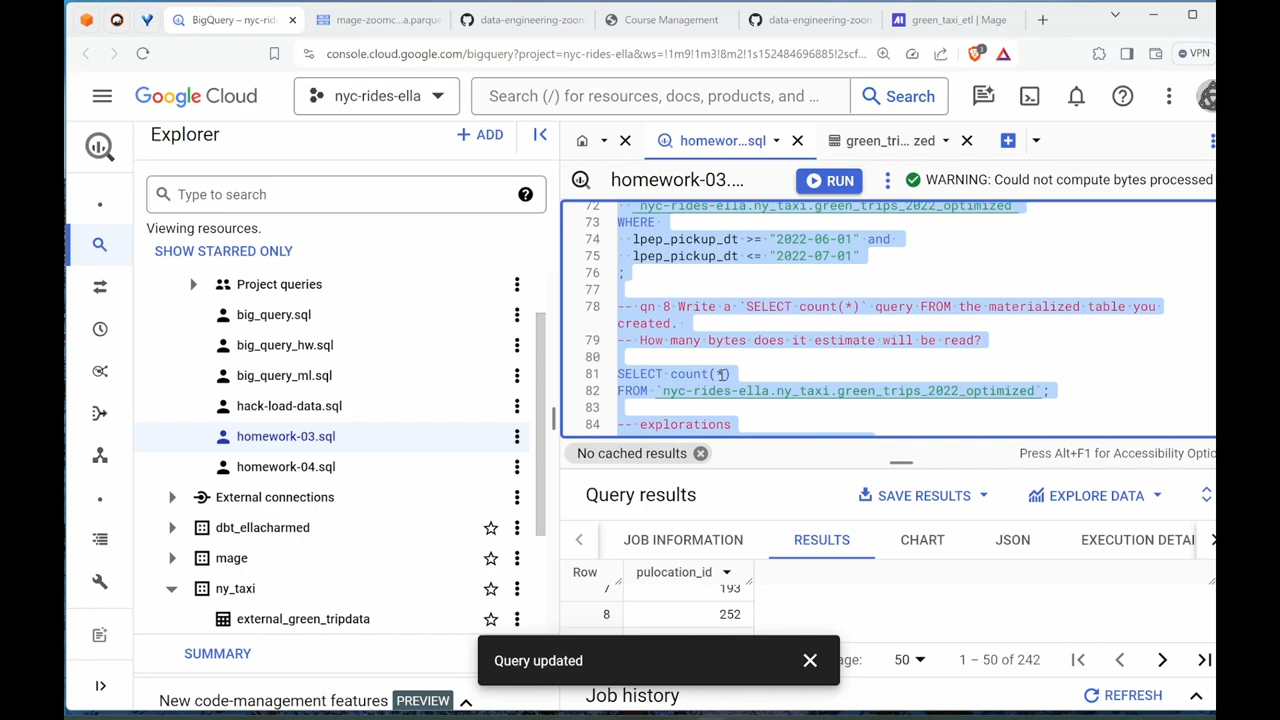 BigQuery – nyc-rides
mage-zoomc...a.parque
data-engineering-zoom
Course Management
data-engineering-zoom
green_taxi_etl | Mage
console.cloud.google.com/bigquery?project=nyc-rides-ella&ws=!1m9!1m3!8m2!1s152484696885!2scf...
VPN
Google Cloud
nyc-rides-ella
Search (/) for resources, docs, products, and ...
Search
Explorer
+ ADD
homewor...sql
green_tri... zed
Type to search
homework-03....
RUN
WARNING: Could not compute bytes processed
Viewing resources.
SHOW STARRED ONLY
Project queries
big_query.sql
big_query_hw.sql
big_query_ml.sql
hack-load-data.sql
homework-03.sql
homework-04.sql
External connections
dbt_ellacharmed
mage
ny_taxi
external_green_tripdata
SUMMARY
New code-management features PREVIEW
72 `nyc-rides-ella.ny_taxi.green_trips_2022_optimized`
73 WHERE
74 lpep_pickup_dt >= "2022-06-01" and
75 lpep_pickup_dt <= "2022-07-01"
76 ;
77
78 -- qn 8 Write a `SELECT count(*)` query FROM the materialized table you
created.
79 -- How many bytes does it estimate will be read?
80
81 SELECT count(*)
82 FROM `nyc-rides-ella.ny_taxi.green_trips_2022_optimized`;
83
84 -- explorations
No cached results
Press Alt+F1 for Accessibility Optio
Query results
SAVE RESULTS
EXPLORE DATA
JOB INFORMATION
RESULTS
CHART
JSON
EXECUTION DETAI
Row
pulocation_id
7
193
8
252
Query updated
age:
50
1 – 50 of 242
Job history
REFRESH